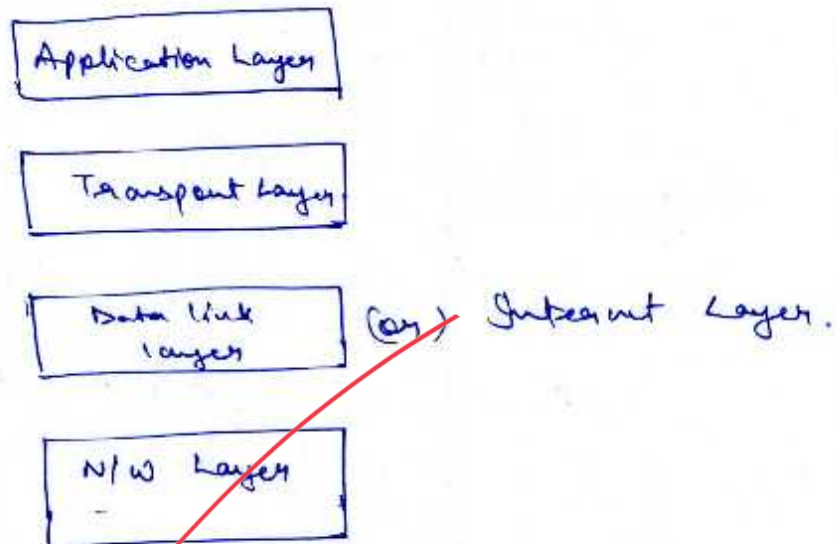 Application Layer
Transport Layer
Data link (or) Internet Layer.
layer
N/W Layer